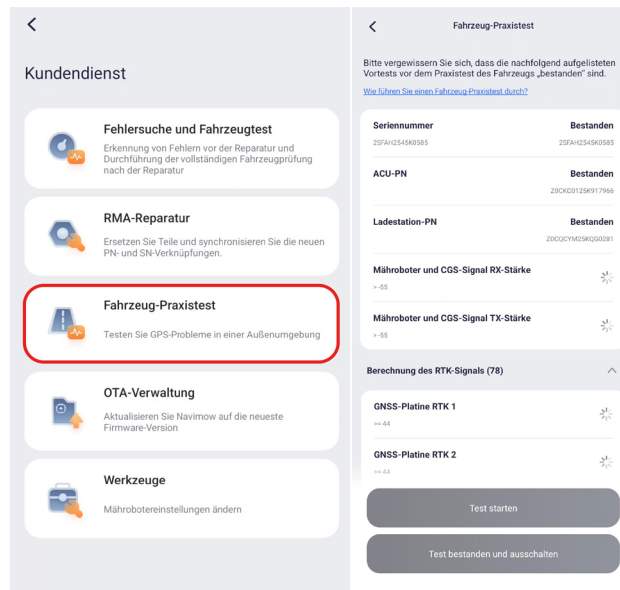 Kundendienst
Fehlersuche und Fahrzeugtest
Erkennung von Fehlern vor der Reparatur und
Durchführung der vollständigen Fahrzeugprüfung
nach der Reparatur
RMA-Reparatur
Ersetzen Sie Teile und synchronisieren Sie die neuen
PN- und SN-Verknüpfungen.
Fahrzeug-Praxistest
Testen Sie GPS-Probleme in einer Außenumgebung
OTA-Verwaltung
Aktualisieren Sie Navimow auf die neueste
Firmware-Version
Werkzeuge
Mährobotereinstellungen ändern
Fahrzeug-Praxistest
Bitte vergewissern Sie sich, dass die nachfolgend aufgelisteten
Vortests vor dem Praxistest des Fahrzeugs „bestanden" sind.
Wie führen Sie einen Fahrzeug-Praxistest durch?
Seriennummer Bestanden
2SFAH2545K0585 2SFAH2545K0585
ACU-PN Bestanden
Z0CKC0125K917966
Ladestation-PN Bestanden
Z0CQCYM25KQG0281
Mähroboter und CGS-Signal RX-Stärke
> -55
Mähroboter und CGS-Signal TX-Stärke
> -55
Berechnung des RTK-Signals (78)
GNSS-Platine RTK 1
>= 44
GNSS-Platine RTK 2
>= 44
Test starten
Test bestanden und ausschalten